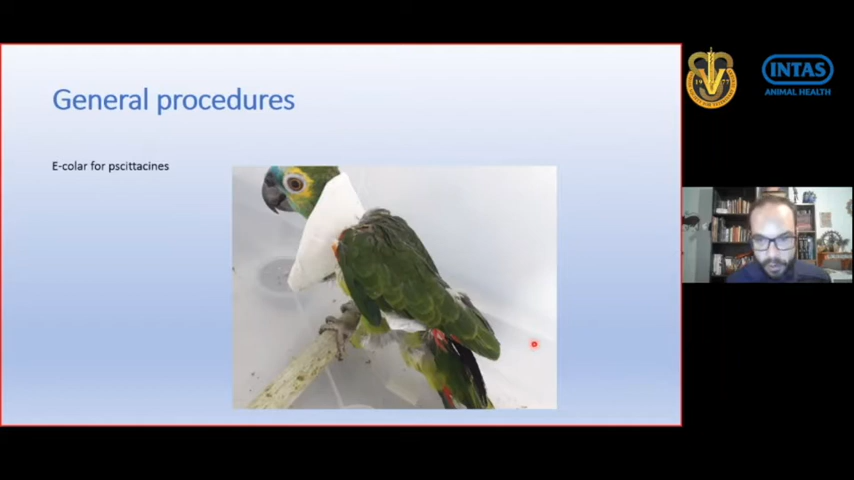 General procedures
E-colar for pscittacines
INTAS
ANIMAL HEALTH